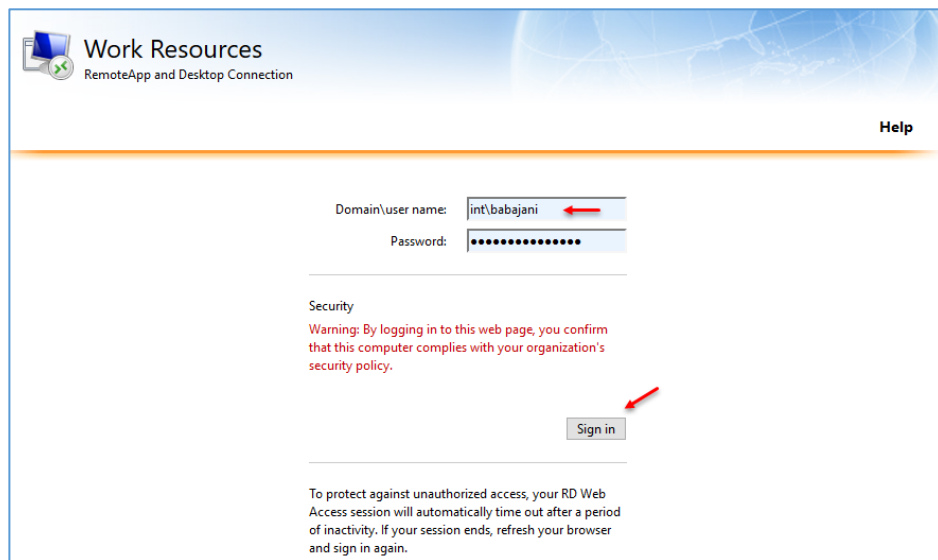 Work Resources
RemoteApp and Desktop Connection
Help
Domain\user name: int\babajani
Password: •••••••••••••••
Security
Warning: By logging in to this web page, you confirm
that this computer complies with your organization's
security policy.
Sign in
To protect against unauthorized access, your RD Web
Access session will automatically time out after a period
of inactivity. If your session ends, refresh your browser
and sign in again.